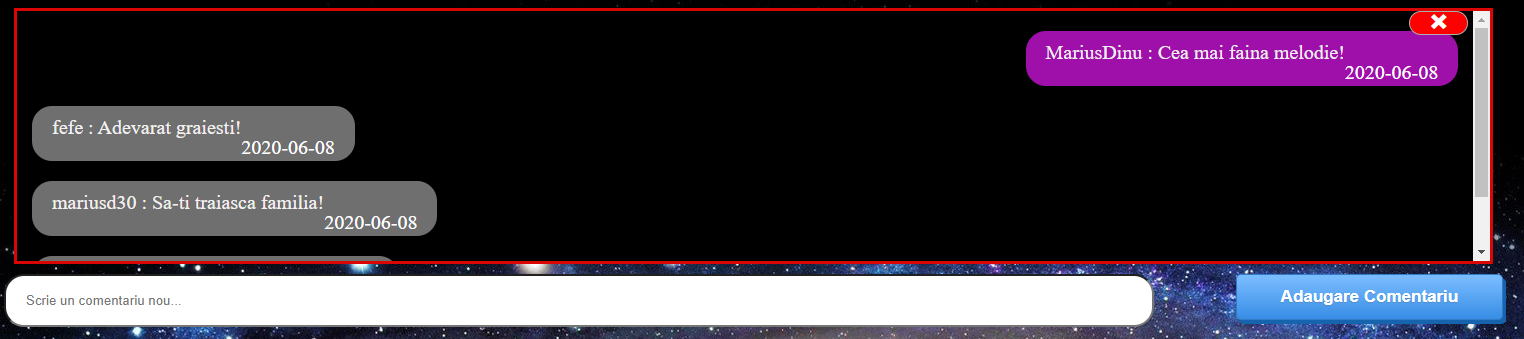 MariusDinu : Cea mai faina melodie!
2020-06-08
fefe : Adevarat graiesti!
2020-06-08
mariusd30 : Sa-ti traiasca familia!
2020-06-08
Scrie un comentariu nou...
Adaugare Comentariu